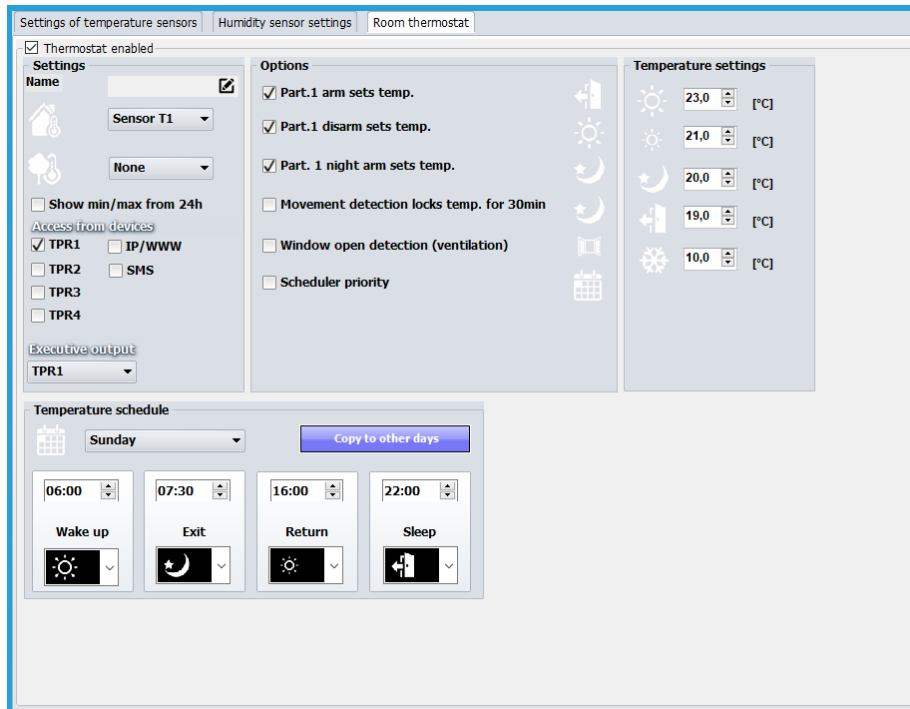 Settings of temperature sensors
Humidity sensor settings
Room thermostat
Thermostat enabled
Settings
Name
Sensor T1
None
Show min/max from 24h
Access from devices
TPR1
IP/WWW
TPR2
SMS
TPR3
TPR4
Executive output
TPR1
Options
Part.1 arm sets temp.
Part.1 disarm sets temp.
Part. 1 night arm sets temp.
Movement detection locks temp. for 30min
Window open detection (ventilation)
Scheduler priority
Temperature settings
23,0 [°C]
21,0 [°C]
20,0 [°C]
19,0 [°C]
10,0 [°C]
Temperature schedule
Sunday
Copy to other days
06:00
Wake up
07:30
Exit
16:00
Return
22:00
Sleep